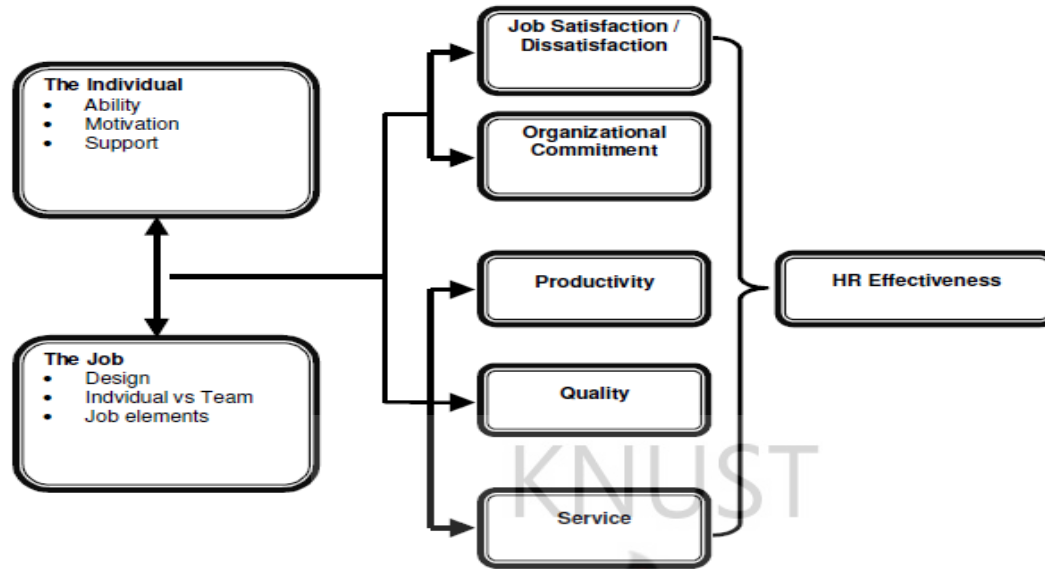 The Individual
• Ability
• Motivation
• Support
The Job
• Design
• Indvidual vs Team
• Job elements
Job Satisfaction /
Dissatisfaction
Organizational
Commitment
Productivity
Quality
Service
HR Effectiveness
KNUST